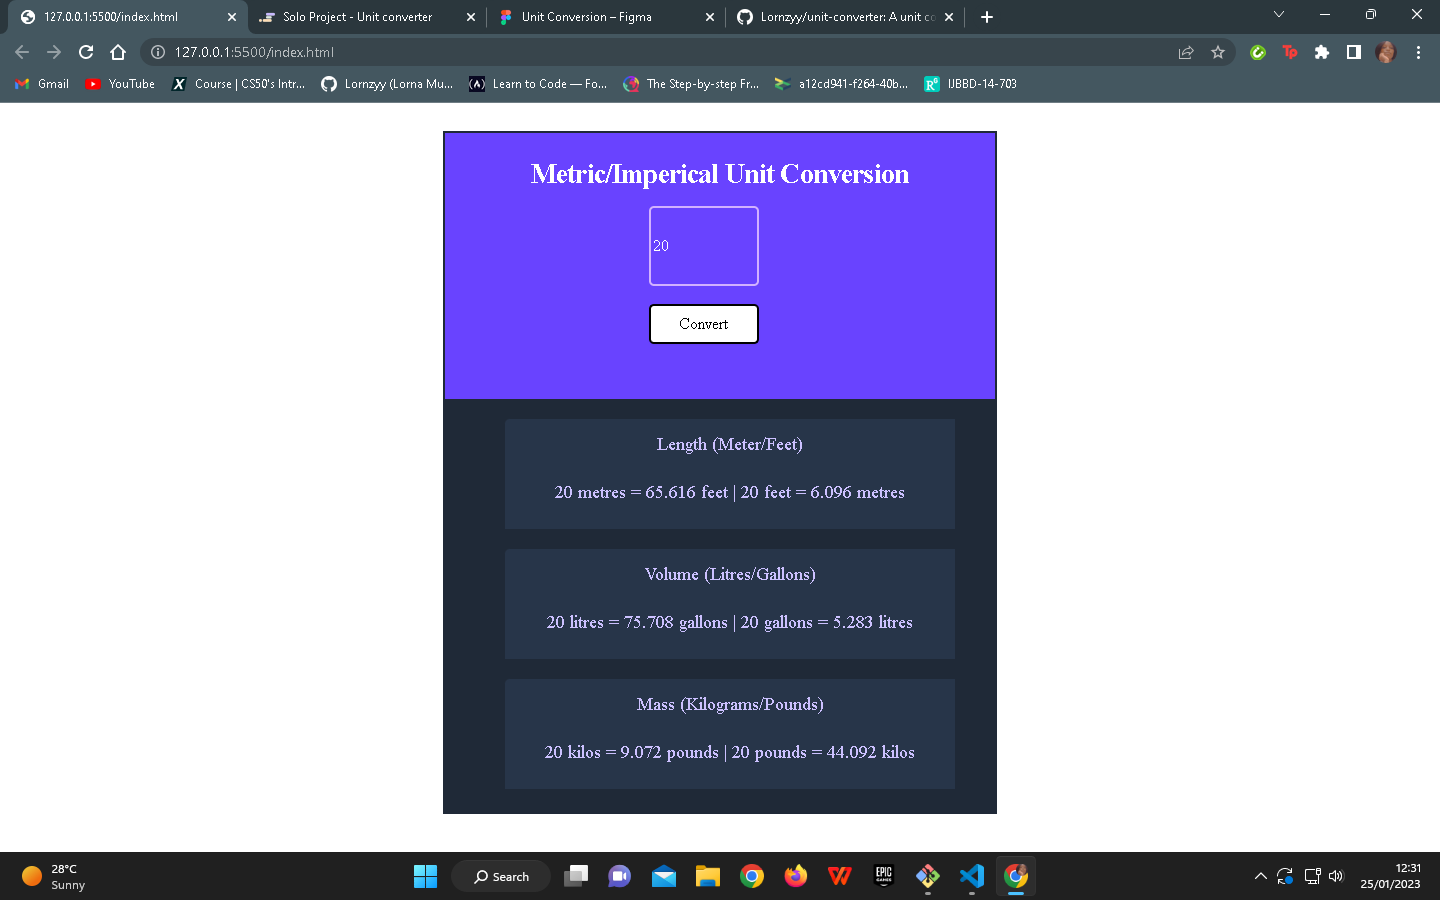 127.0.0.1:5500/index.html
Solo Project - Unit converter
Unit Conversion – Figma
Lornzyy/unit-converter: A unit co
127.0.0.1:5500/index.html
Tp
Gmail
YouTube
Course | CS50's Intr...
Lornzyy (Lorna Mu...
Learn to Code — Fo...
The Step-by-step Fr...
a12cd941-f264-40b...
IJBBD-14-703
Metric/Imperical Unit Conversion
20
Convert
Length (Meter/Feet)
20 metres = 65.616 feet | 20 feet = 6.096 metres
Volume (Litres/Gallons)
20 litres = 75.708 gallons | 20 gallons = 5.283 litres
Mass (Kilograms/Pounds)
20 kilos = 9.072 pounds | 20 pounds = 44.092 kilos
28°C
Sunny
Search
EPIC
GAMES
12:31
25/01/2023